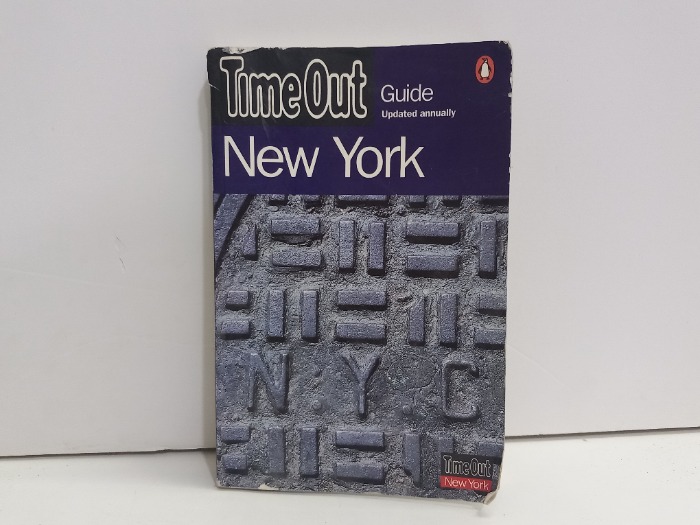 Time Out
Guide
Updated annually
New York
N.Y.C
Time Out
New York